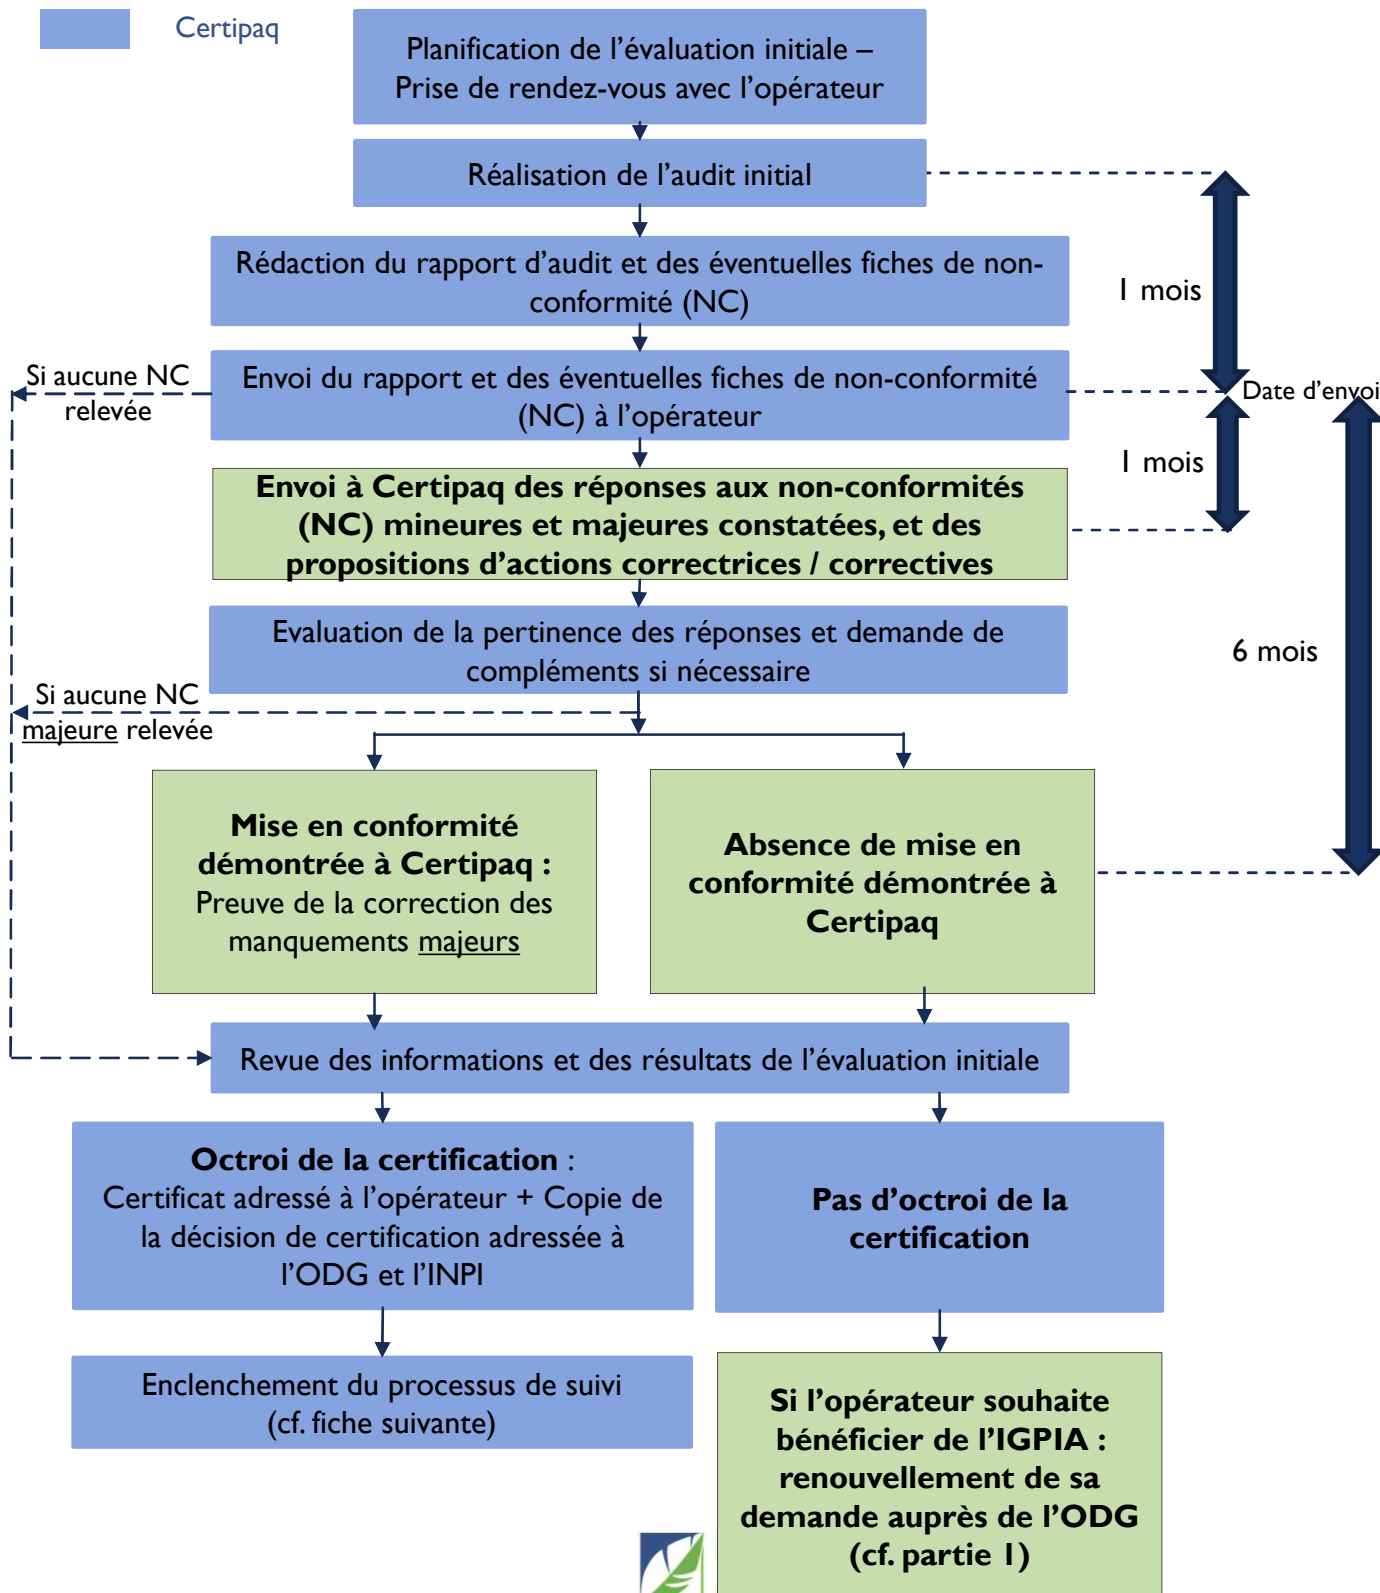 Certipaq
Planification de l’évaluation initiale –
Prise de rendez-vous avec l’opérateur
Réalisation de l’audit initial
Rédaction du rapport d’audit et des éventuelles fiches de non-
conformité (NC)
1 mois
Si aucune NC
relevée
Envoi du rapport et des éventuelles fiches de non-conformité
(NC) à l’opérateur
Date d’envoi
1 mois
Envoi à Certipaq des réponses aux non-conformités
(NC) mineures et majeures constatées, et des
propositions d’actions correctrices / correctives
Evaluation de la pertinence des réponses et demande de
compléments si nécessaire
6 mois
Si aucune NC
majeure relevée
Mise en conformité
démontrée à Certipaq :
Preuve de la correction des
manquements majeurs
Absence de mise en
conformité démontrée à
Certipaq
Revue des informations et des résultats de l’évaluation initiale
Octroi de la certification :
Certificat adressé à l’opérateur + Copie de
la décision de certification adressée à
l’ODG et l’INPI
Pas d’octroi de la
certification
Enclenchement du processus de suivi
(cf. fiche suivante)
Si l’opérateur souhaite
bénéficier de l’IGPIA :
renouvellement de sa
demande auprès de l’ODG
(cf. partie 1)